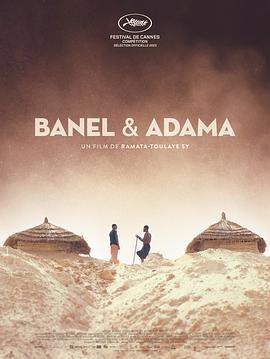 FESTIVAL DE CANNES
COMPÉTITION
SÉLECTION OFFICIELLE 2023
BANEL & ADAMA
UN FILM DE RAMATA-TOULAYE SY